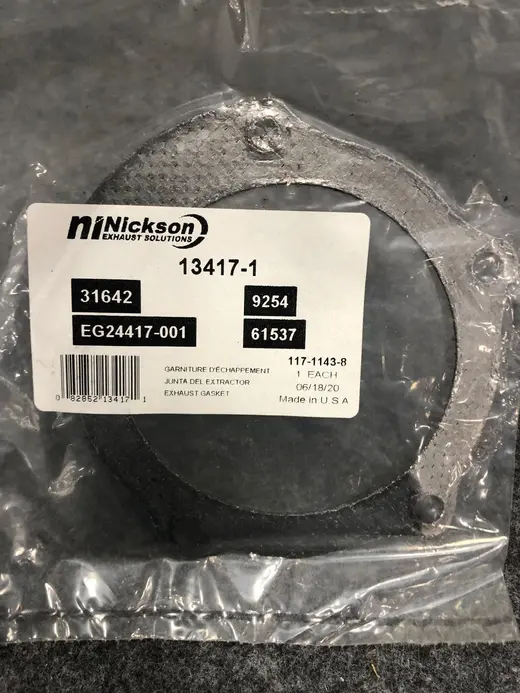 ni Nickson
EXHAUST SOLUTIONS
13417-1
31642 9254
EG24417-001 61537
117-1143-8
GARNITURE D'ÉCHAPPEMENT 1 EACH
JUNTA DEL EXTRACTOR 06/18/20
EXHAUST GASKET Made in U.S.A
0 82852 13417 1